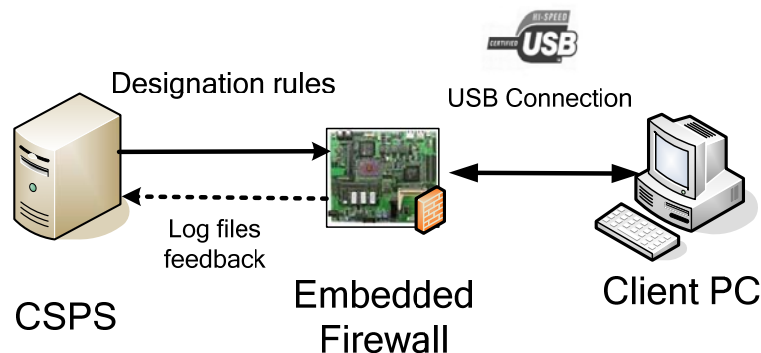 HI-SPEED
CERTIFIED USB
Designation rules
USB Connection
Log files
feedback
CSPS
Embedded
Firewall
Client PC